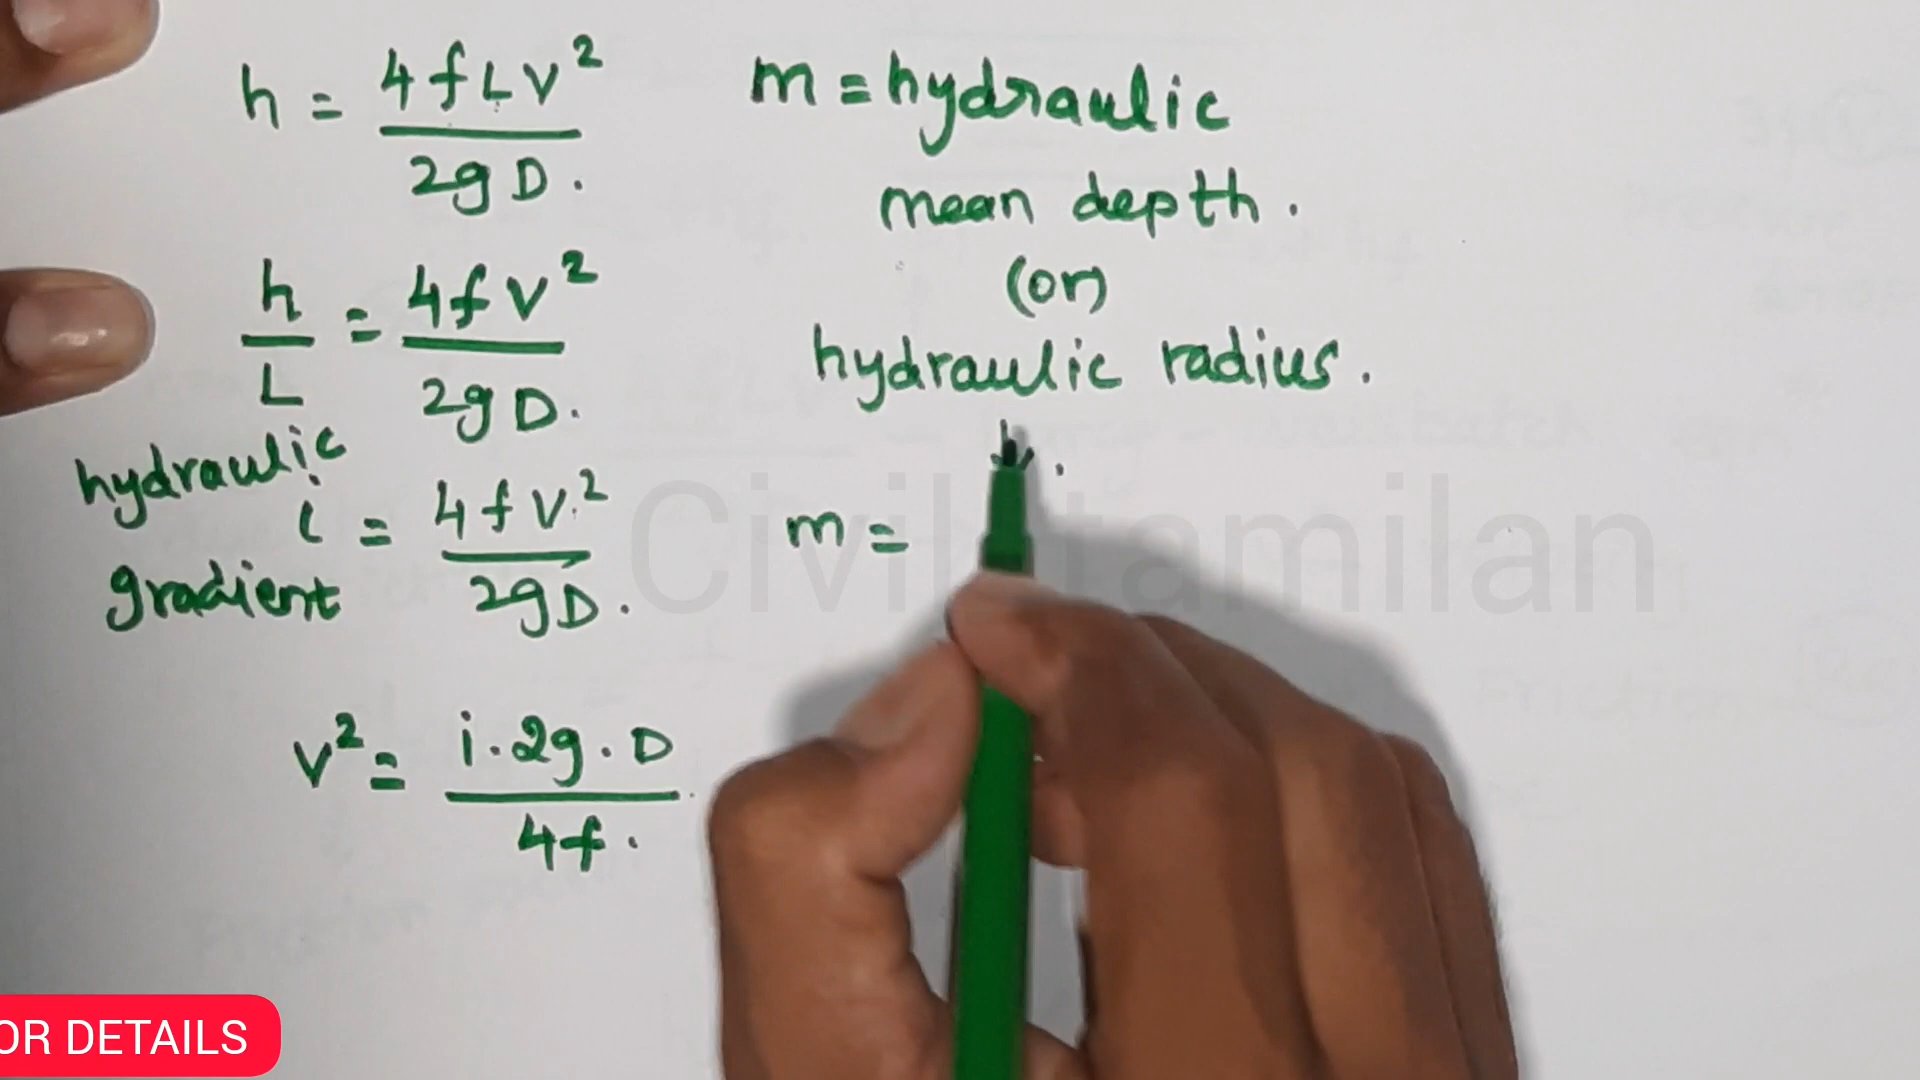 h = 4fLV²
2gD.
h/L = 4fV²
2gD.
hydraulic
i = 4fV²
gradient 2gD.
V² = i.2g.D
4f.
m = hydraulic
mean depth.
(or)
hydraulic radius.
m =
Civil tamilan
OR DETAILS